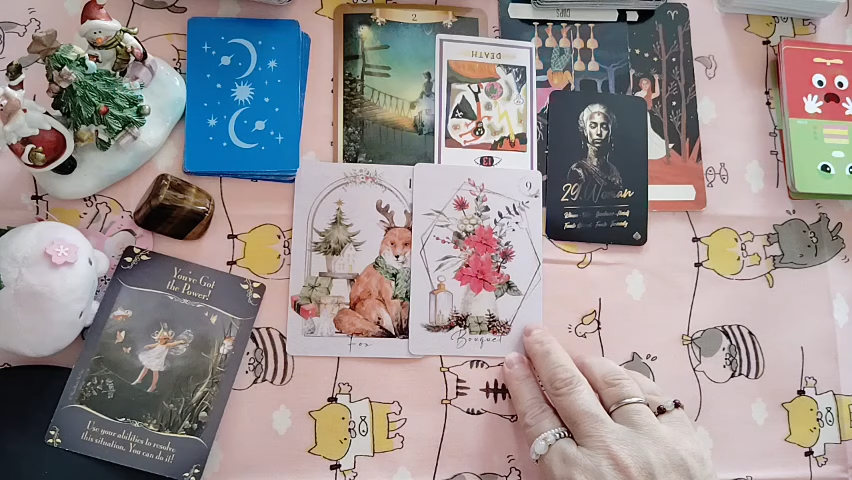 2
CUPS
DEATH
13
29. Woman
9
Fox
Bouquet
You've Got
the Power!
Use your abilities to resolve
this situation. You can do it!